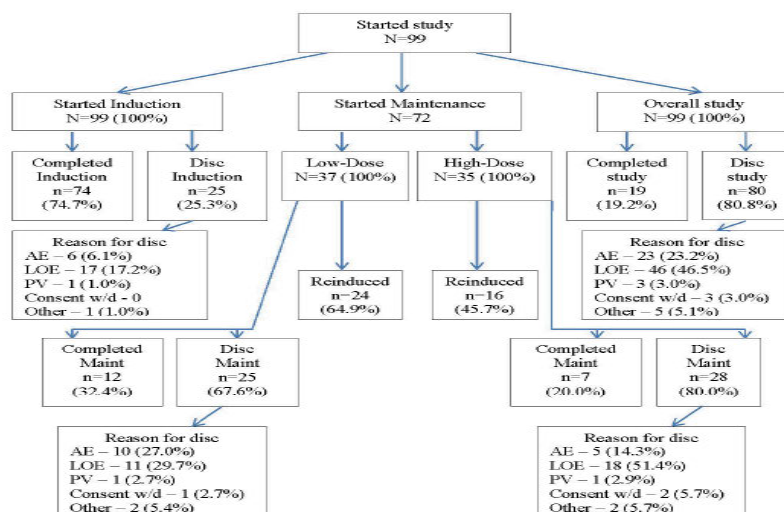 Started study
N=99
Started Induction
N=99 (100%)
Started Maintenance
N=72
Overall study
N=99 (100%)
Completed
Induction
n=74
(74.7%)
Disc
Induction
n=25
(25.3%)
Low-Dose
N=37 (100%)
High-Dose
N=35 (100%)
Completed
study
n=19
(19.2%)
Disc
study
n=80
(80.8%)
Reason for disc
AE – 6 (6.1%)
LOE – 17 (17.2%)
PV – 1 (1.0%)
Consent w/d - 0
Other – 1 (1.0%)
Reinduced
n=24
(64.9%)
Reinduced
n=16
(45.7%)
Reason for disc
AE – 23 (23.2%)
LOE – 46 (46.5%)
PV – 3 (3.0%)
Consent w/d – 3 (3.0%)
Other – 5 (5.1%)
Completed
Maint
n=12
(32.4%)
Disc
Maint
n=25
(67.6%)
Completed
Maint
n=7
(20.0%)
Disc
Maint
n=28
(80.0%)
Reason for disc
AE – 10 (27.0%)
LOE – 11 (29.7%)
PV – 1 (2.7%)
Consent w/d – 1 (2.7%)
Other – 2 (5.4%)
Reason for disc
AE – 5 (14.3%)
LOE – 18 (51.4%)
PV – 1 (2.9%)
Consent w/d – 2 (5.7%)
Other – 2 (5.7%)